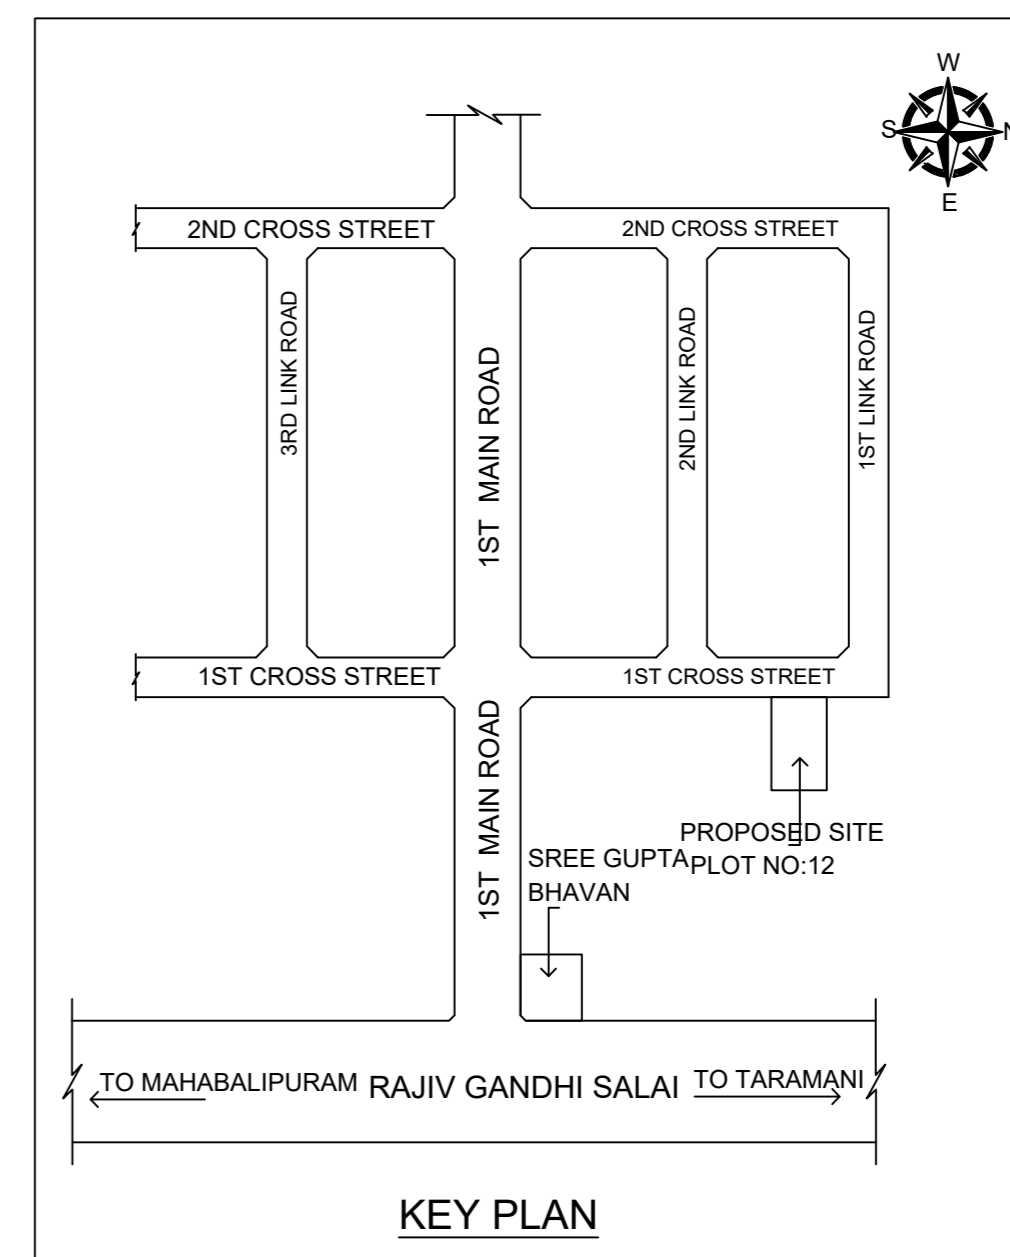 W
S
N
E
2ND CROSS STREET
2ND CROSS STREET
3RD LINK ROAD
1ST MAIN ROAD
2ND LINK ROAD
1ST LINK ROAD
1ST CROSS STREET
1ST CROSS STREET
1ST MAIN ROAD
PROPOSED SITE
PLOT NO:12
SREE GUPTA
BHAVAN
TO MAHABALIPURAM
RAJIV GANDHI SALAI
TO TARAMANI
KEY PLAN